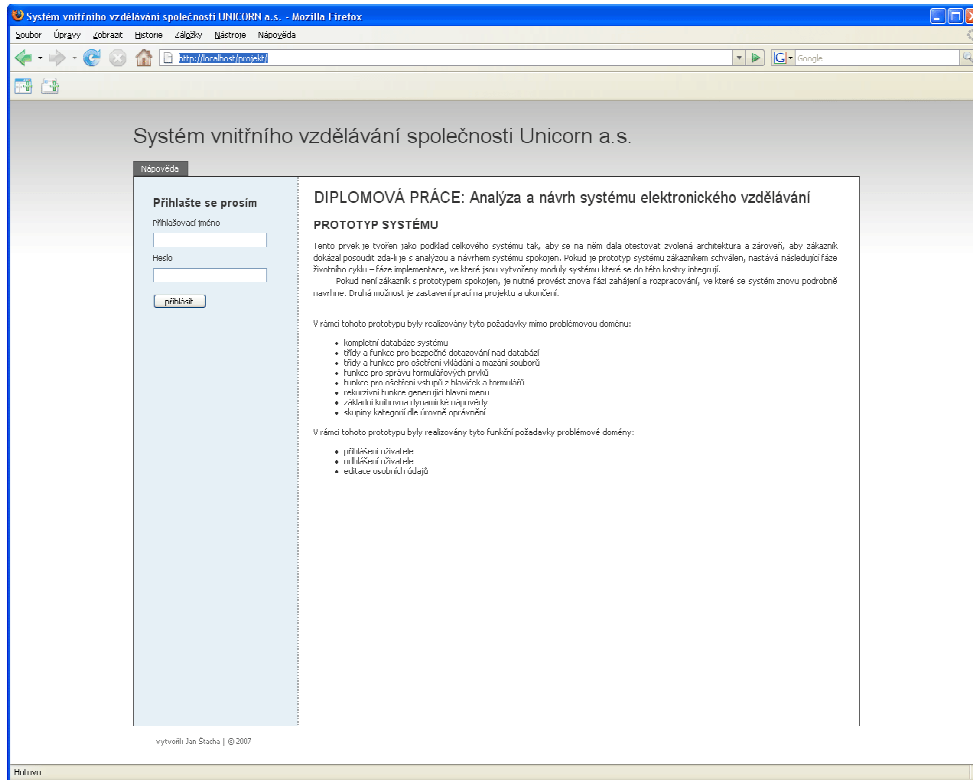 Systém vnitřního vzdělávání společnosti UNICORN a.s. - Mozilla Firefox
Soubor Úpravy Zobrazit Historie Záložky Nástroje Nápověda
http://localhost/projekt/
Google
Systém vnitřního vzdělávání společnosti Unicorn a.s.
Nápověda
Přihlašte se prosím
Přihlašovací jméno
Heslo
přihlásit
DIPLOMOVÁ PRÁCE: Analýza a návrh systému elektronického vzdělávání
PROTOTYP SYSTÉMU
Tento prvek je tvořen jako podklad celkového systému tak, aby se na něm dala otestovat zvolená architektura a zároveň, aby zákazník
dokázal posoudit zda-li je s analýzou a návrhem systému spokojen. Pokud je prototyp systému zákazníkem schválen, nastává následující fáze
životního cyklu – fáze implementace, ve které jsou vytvořeny moduly systému které se do této kostry integrují.
Pokud není zákazník s prototypem spokojen, je nutné provést znova fázi zahájení a rozpracování, ve které se systém znovu podrobně
navrhne. Druhá možnost je zastavení prací na projektu a ukončení.
V rámci tohoto prototypu byly realizovány tyto požadavky mimo problémovou doménu:
• kompletní databáze systému
• třídy a funkce pro bezpečné dotazování nad databází
• třídy a funkce pro ošetření vkládání a mazání souborů
• funkce pro správu formulářových prvků
• funkce pro ošetření vstupů z hlaviček a formulářů
• rekurzivní funkce generující hlavní menu
• základní knihovna dynamické nápovědy
• skupiny kategorií dle úrovně oprávnění
V rámci tohoto prototypu byly realizovány tyto funkční požadavky problémové domény:
• přihlášení uživatele
• odhlášení uživatele
• editace osobních údajů
vytvořil: Jan Štacha | © 2007
Hotovo